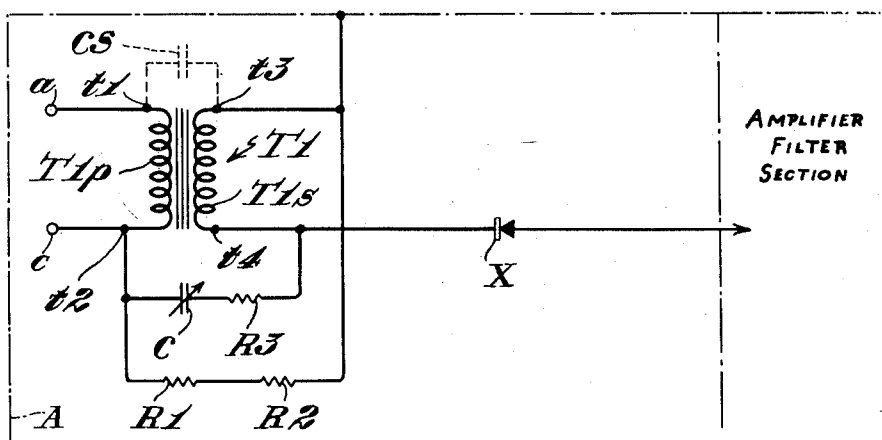 cs
a
t1
t3
T1p
T1
T1s
c
t2
t4
C
R3
X
R1
R2
A
AMPLIFIER
FILTER
SECTION